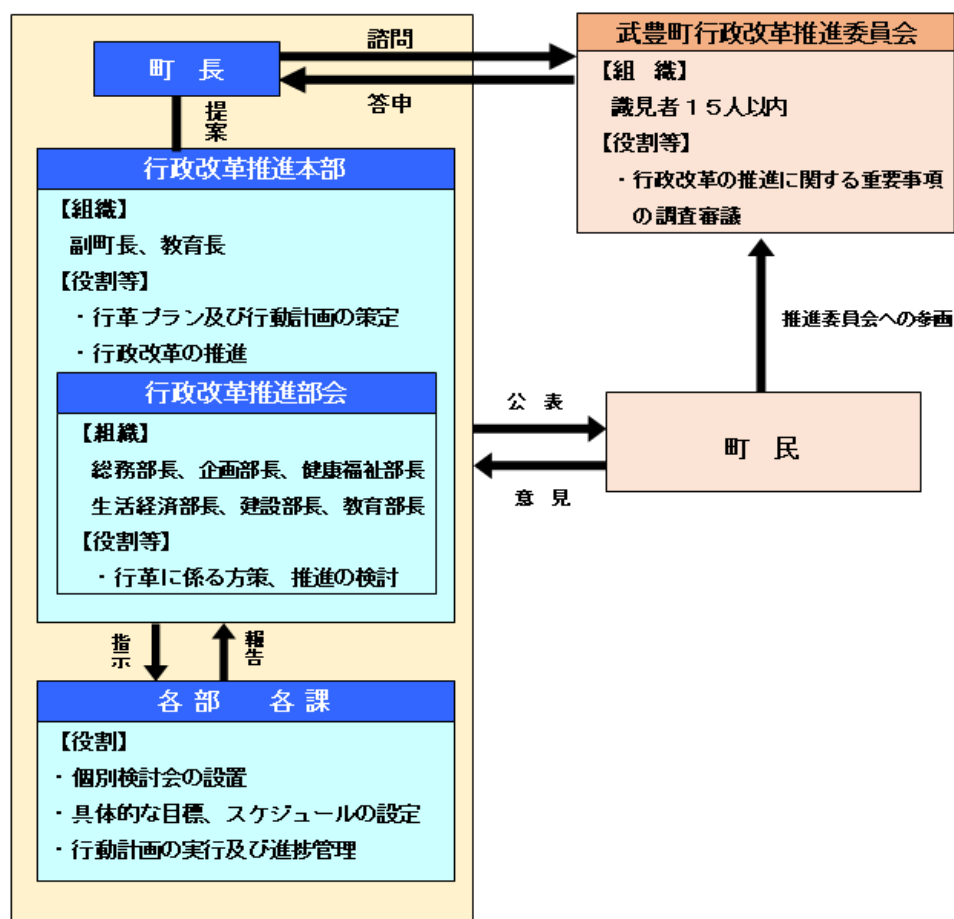 町 長
諮問
答申
提案
行政改革推進本部
【組織】
副町長、教育長
【役割等】
・行革プラン及び行動計画の策定
・行政改革の推進
行政改革推進部会
【組織】
総務部長、企画部長、健康福祉部長
生活経済部長、建設部長、教育部長
【役割等】
・行革に係る方策、推進の検討
指示
報告
各 部 各 課
【役割】
・個別検討会の設置
・具体的な目標、スケジュールの設定
・行動計画の実行及び進捗管理
武豊町行政改革推進委員会
【組 織】
識見者15人以内
【役割等】
・行政改革の推進に関する重要事項
の調査審議
推進委員会への参画
公 表
意 見
町 民